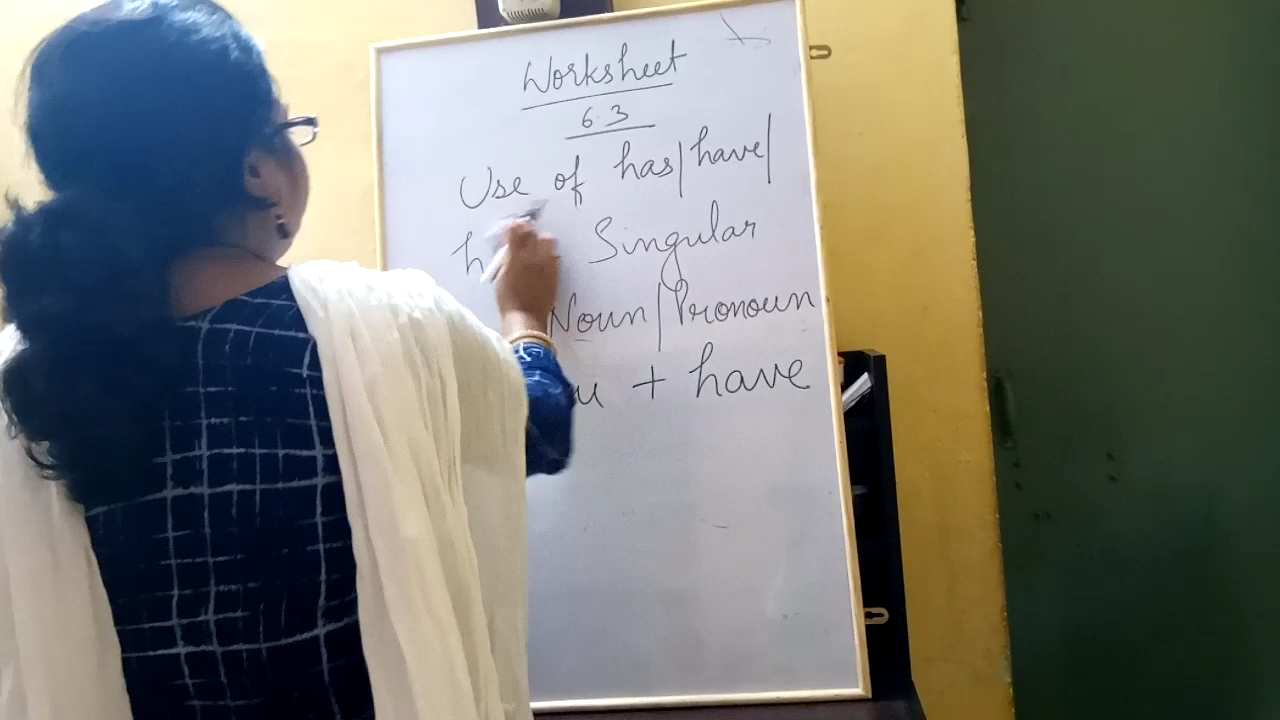 Worksheet
6.3
Use of has/have/
Singular
Noun/Pronoun
+ have